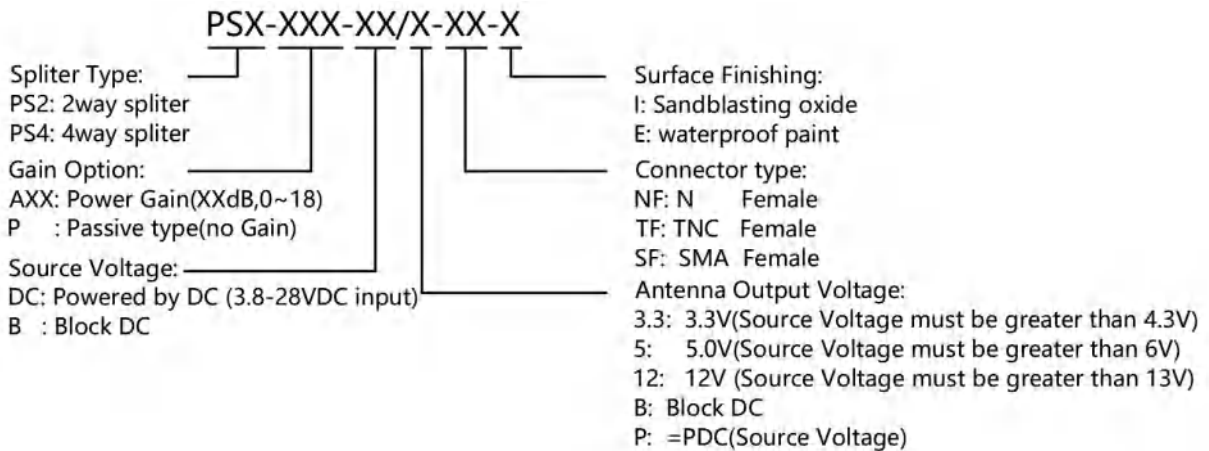 PSX-XXX-XX/X-XX-X
Spliter Type:
PS2: 2way spliter
PS4: 4way spliter
Gain Option:
AXX: Power Gain(XXdB,0~18)
P : Passive type(no Gain)
Source Voltage:
DC: Powered by DC (3.8-28VDC input)
B : Block DC
Surface Finishing:
I: Sandblasting oxide
E: waterproof paint
Connector type:
NF: N Female
TF: TNC Female
SF: SMA Female
Antenna Output Voltage:
3.3: 3.3V(Source Voltage must be greater than 4.3V)
5: 5.0V(Source Voltage must be greater than 6V)
12: 12V (Source Voltage must be greater than 13V)
B: Block DC
P: =PDC(Source Voltage)